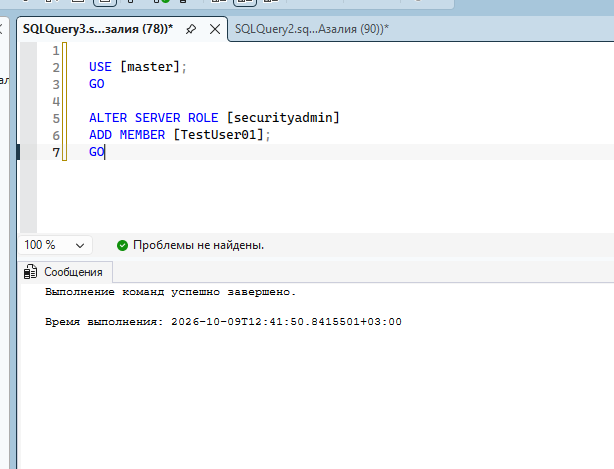 SQLQuery3.s...залия (78))*
SQLQuery2.sq...Азалия (90))*
1
2 USE [master];
3 GO
4
5 ALTER SERVER ROLE [securityadmin]
6 ADD MEMBER [TestUser01];
7 GO
100 %
Проблемы не найдены.
Сообщения
Выполнение команд успешно завершено.
Время выполнения: 2026-10-09T12:41:50.8415501+03:00